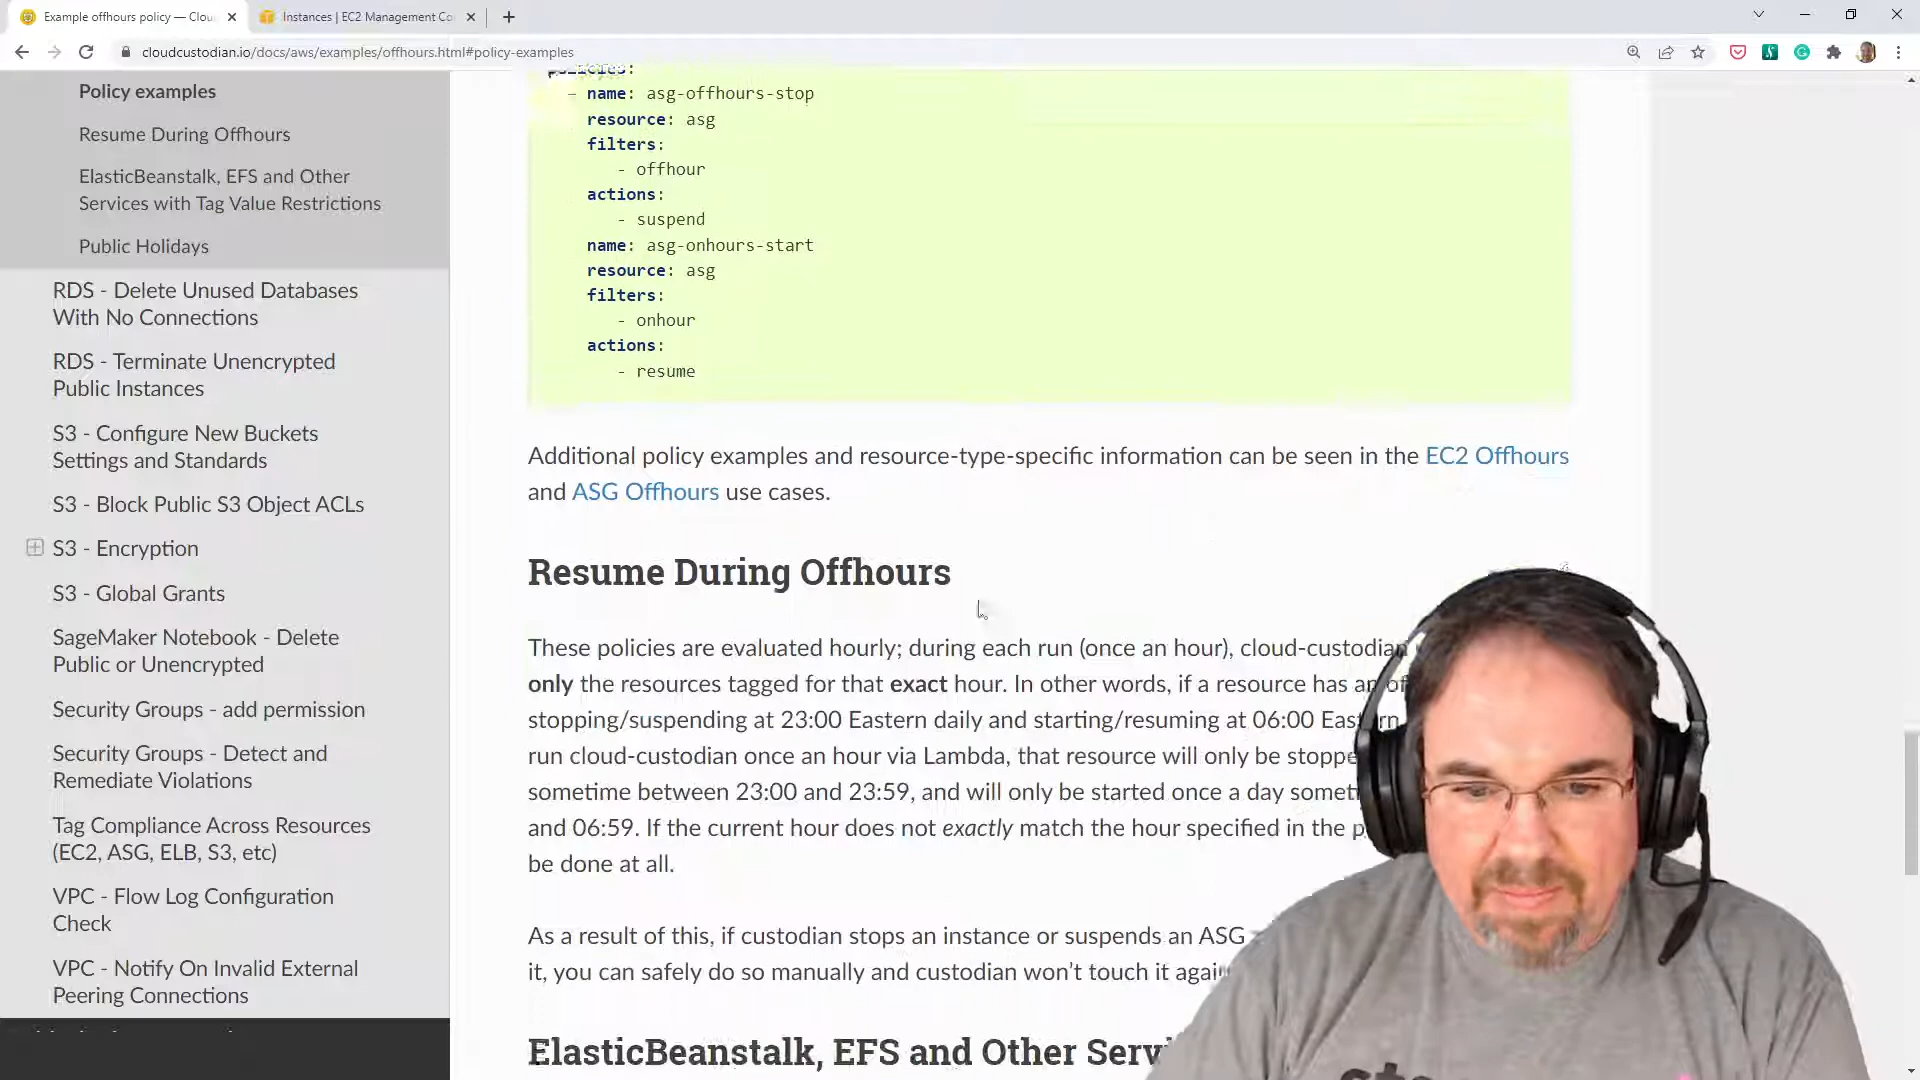 Example offhours policy — Clou
Instances | EC2 Management Co
cloudcustodian.io/docs/aws/examples/offhours.html#policy-examples
Policy examples
Resume During Offhours
ElasticBeanstalk, EFS and Other
Services with Tag Value Restrictions
Public Holidays
RDS - Delete Unused Databases
With No Connections
RDS - Terminate Unencrypted
Public Instances
S3 - Configure New Buckets
Settings and Standards
S3 - Block Public S3 Object ACLs
S3 - Encryption
S3 - Global Grants
SageMaker Notebook - Delete
Public or Unencrypted
Security Groups - add permission
Security Groups - Detect and
Remediate Violations
Tag Compliance Across Resources
(EC2, ASG, ELB, S3, etc)
VPC - Flow Log Configuration
Check
VPC - Notify On Invalid External
Peering Connections
- name: asg-offhours-stop
resource: asg
filters:
- offhour
actions:
- suspend
name: asg-onhours-start
resource: asg
filters:
- onhour
actions:
- resume
Additional policy examples and resource-type-specific information can be seen in the EC2 Offhours
and ASG Offhours use cases.
Resume During Offhours
These policies are evaluated hourly; during each run (once an hour), cloud-custodian
only the resources tagged for that exact hour. In other words, if a resource has an of
stopping/suspending at 23:00 Eastern daily and starting/resuming at 06:00 Eastern
run cloud-custodian once an hour via Lambda, that resource will only be stoppe
sometime between 23:00 and 23:59, and will only be started once a day somet
and 06:59. If the current hour does not exactly match the hour specified in the p
be done at all.
As a result of this, if custodian stops an instance or suspends an ASG
it, you can safely do so manually and custodian won't touch it agai
ElasticBeanstalk, EFS and Other Servi